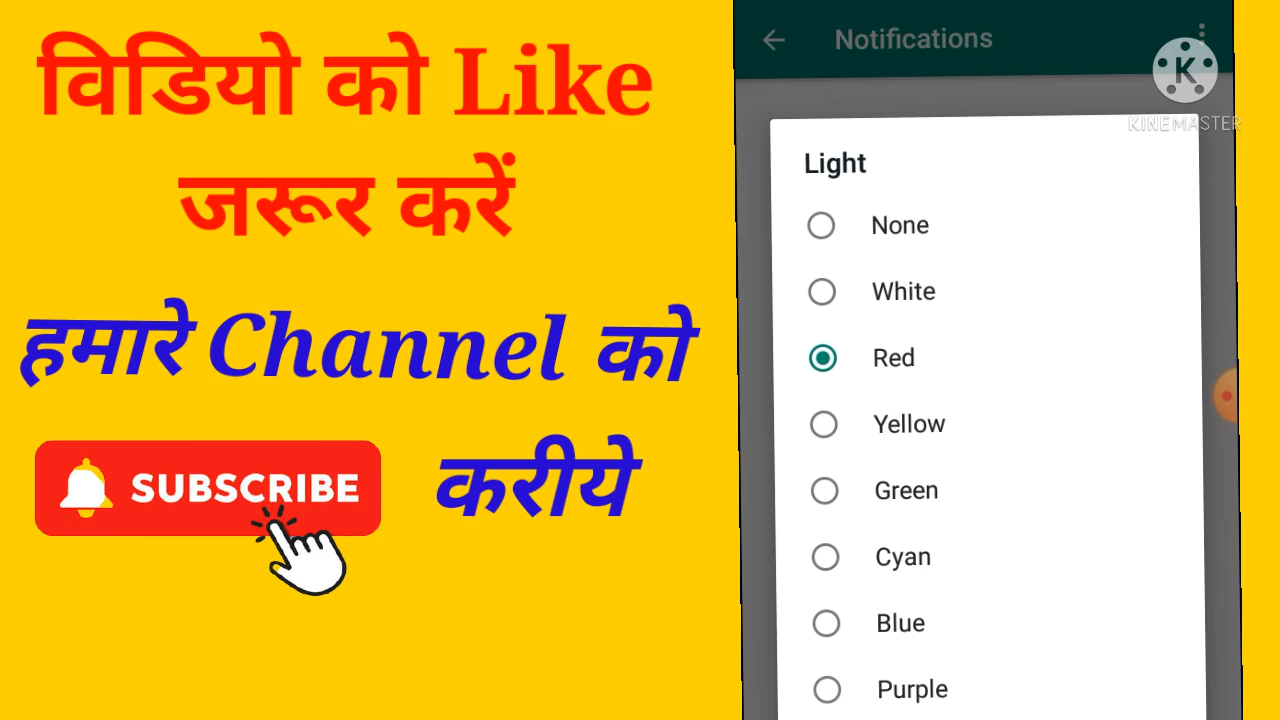 विडियो को Like
जरूर करें
हमारे Channel को
SUBSCRIBE करीये
Notifications
K
KINEMASTER
Light
None
White
Red
Yellow
Green
Cyan
Blue
Purple